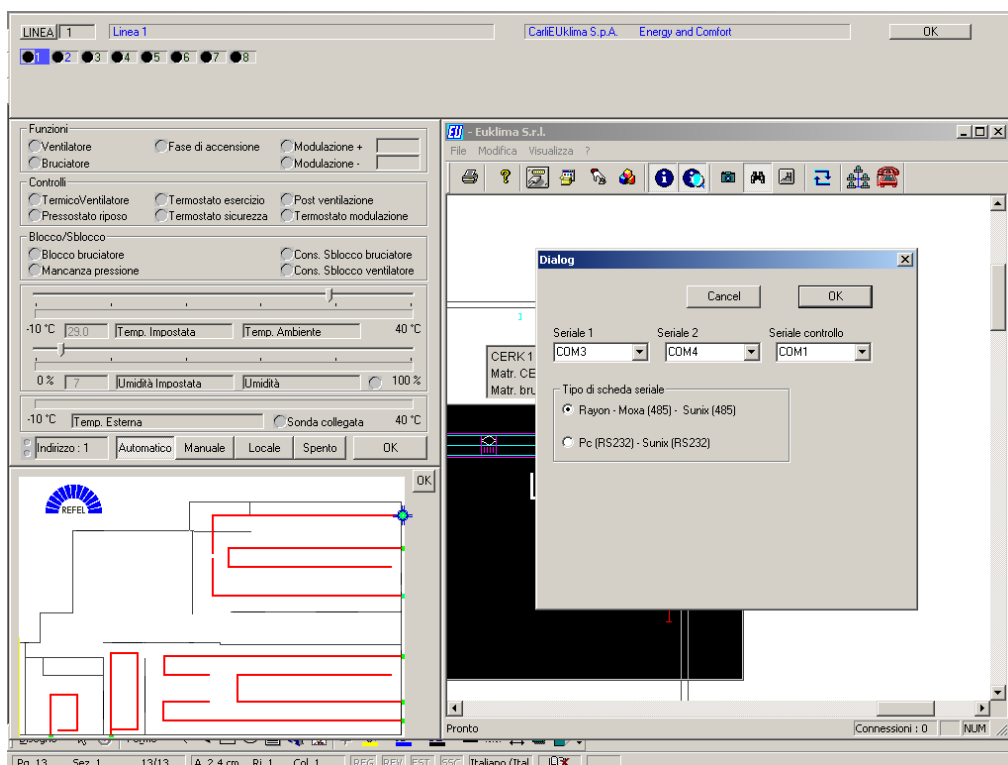 LINEA 1 Linea 1 CarliEUklima S.p.A. Energy and Comfort OK
1 2 3 4 5 6 7 8
Funzioni
Ventilatore Fase di accensione Modulazione +
Bruciatore Modulazione -
Controlli
TermicoVentilatore Termostato esercizio Post ventilazione
Pressostato riposo Termostato sicurezza Termostato modulazione
Blocco/Sblocco
Blocco bruciatore Cons. Sblocco bruciatore
Mancanza pressione Cons. Sblocco ventilatore
-10 °C 29.0 Temp. Impostata Temp. Ambiente 40 °C
0 % 7 Umidità Impostata Umidità 100 %
-10 °C Temp. Esterna Sonda collegata 40 °C
Indirizzo : 1 Automatico Manuale Locale Spento OK
OK
REFEL
EU - Euklima S.r.l.
File Modifica Visualizza ?
1
CERK 1
Matr. CE
Matr. bru
L
Dialog
Cancel OK
Seriale 1 Seriale 2 Seriale controllo
COM3 COM4 COM1
Tipo di scheda seriale
Rayon - Moxa (485) - Sunix (485)
Pc (RS232) - Sunix (RS232)
Pronto Connessioni : 0 NUM
Pg. 13 Sez. 1 13/13 A 2,4 cm Ri. 1 Col. 1 REG REV EST SSC Italiano (Ital